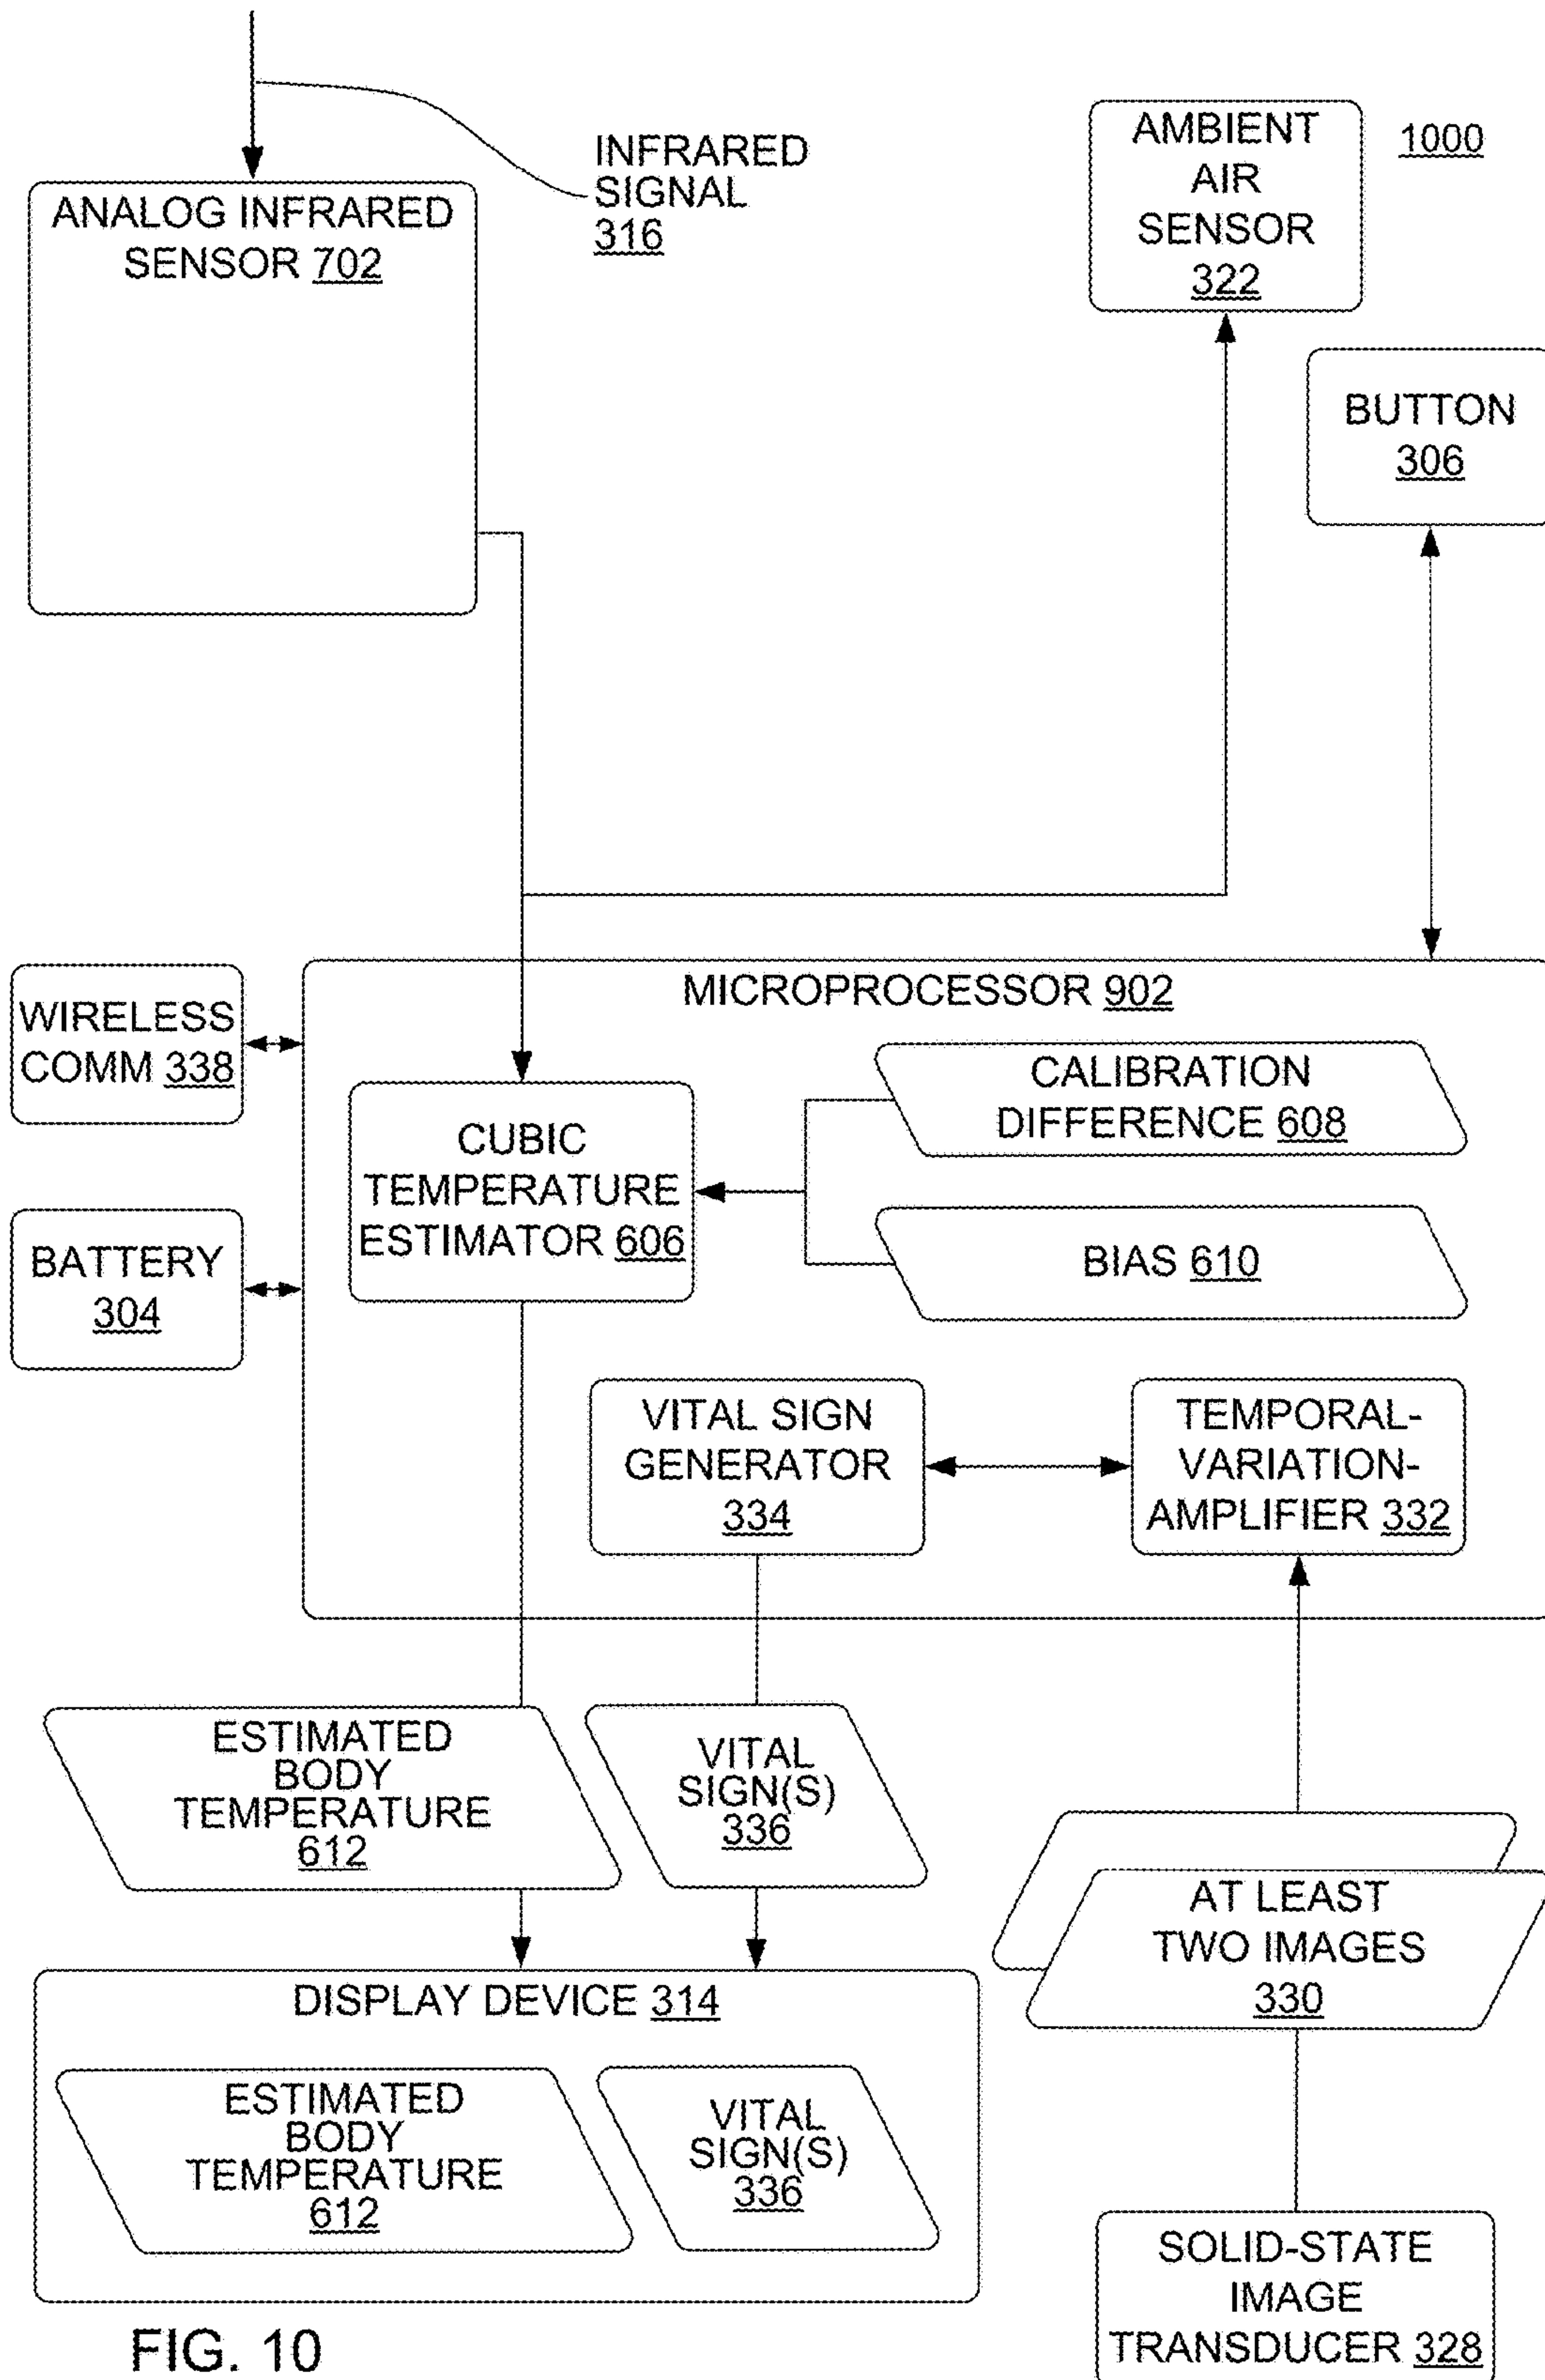 INFRARED
SIGNAL
316
AMBIENT
AIR
SENSOR
322
1000
ANALOG INFRARED
SENSOR 702
BUTTON
306
MICROPROCESSOR 902
WIRELESS
COMM 338
CALIBRATION
DIFFERENCE 608
CUBIC
TEMPERATURE
ESTIMATOR 606
BATTERY
304
BIAS 610
VITAL SIGN
GENERATOR
334
TEMPORAL-
VARIATION-
AMPLIFIER 332
ESTIMATED
BODY
TEMPERATURE
612
VITAL
SIGN(S)
336
AT LEAST
TWO IMAGES
330
DISPLAY DEVICE 314
ESTIMATED
BODY
TEMPERATURE
612
VITAL
SIGN(S)
336
SOLID-STATE
IMAGE
TRANSDUCER 328
FIG. 10